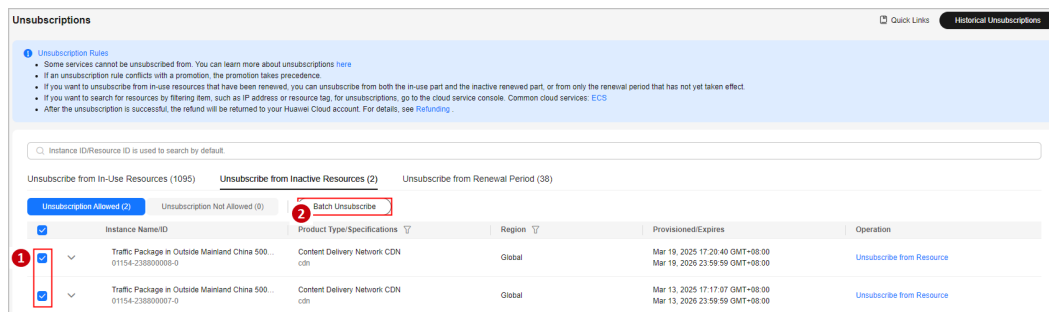 Unsubscriptions
Quick Links
Historical Unsubscriptions
Unsubscription Rules
• Some services cannot be unsubscribed from. You can learn more about unsubscriptions here
• If an unsubscription rule conflicts with a promotion, the promotion takes precedence.
• If you want to unsubscribe from in-use resources that have been renewed, you can unsubscribe from both the in-use part and the inactive renewed part, or from only the renewal period that has not yet taken effect.
• If you want to search for resources by filtering item, such as IP address or resource tag, for unsubscriptions, go to the cloud service console. Common cloud services: ECS
• After the unsubscription is successful, the refund will be returned to your Huawei Cloud account. For details, see Refunding .
Instance ID/Resource ID is used to search by default.
Unsubscribe from In-Use Resources (1095) Unsubscribe from Inactive Resources (2) Unsubscribe from Renewal Period (38)
Unsubscription Allowed (2) Unsubscription Not Allowed (0) 2 Batch Unsubscribe
Instance Name/ID Product Type/Specifications Region Provisioned/Expires Operation
1
Traffic Package in Outside Mainland China 500... Content Delivery Network CDN Global Mar 19, 2025 17:20:40 GMT+08:00 Unsubscribe from Resource
01154-238800008-0 cdn Mar 19, 2026 23:59:59 GMT+08:00
Traffic Package in Outside Mainland China 500... Content Delivery Network CDN Global Mar 13, 2025 17:17:07 GMT+08:00 Unsubscribe from Resource
01154-238800007-0 cdn Mar 13, 2026 23:59:59 GMT+08:00